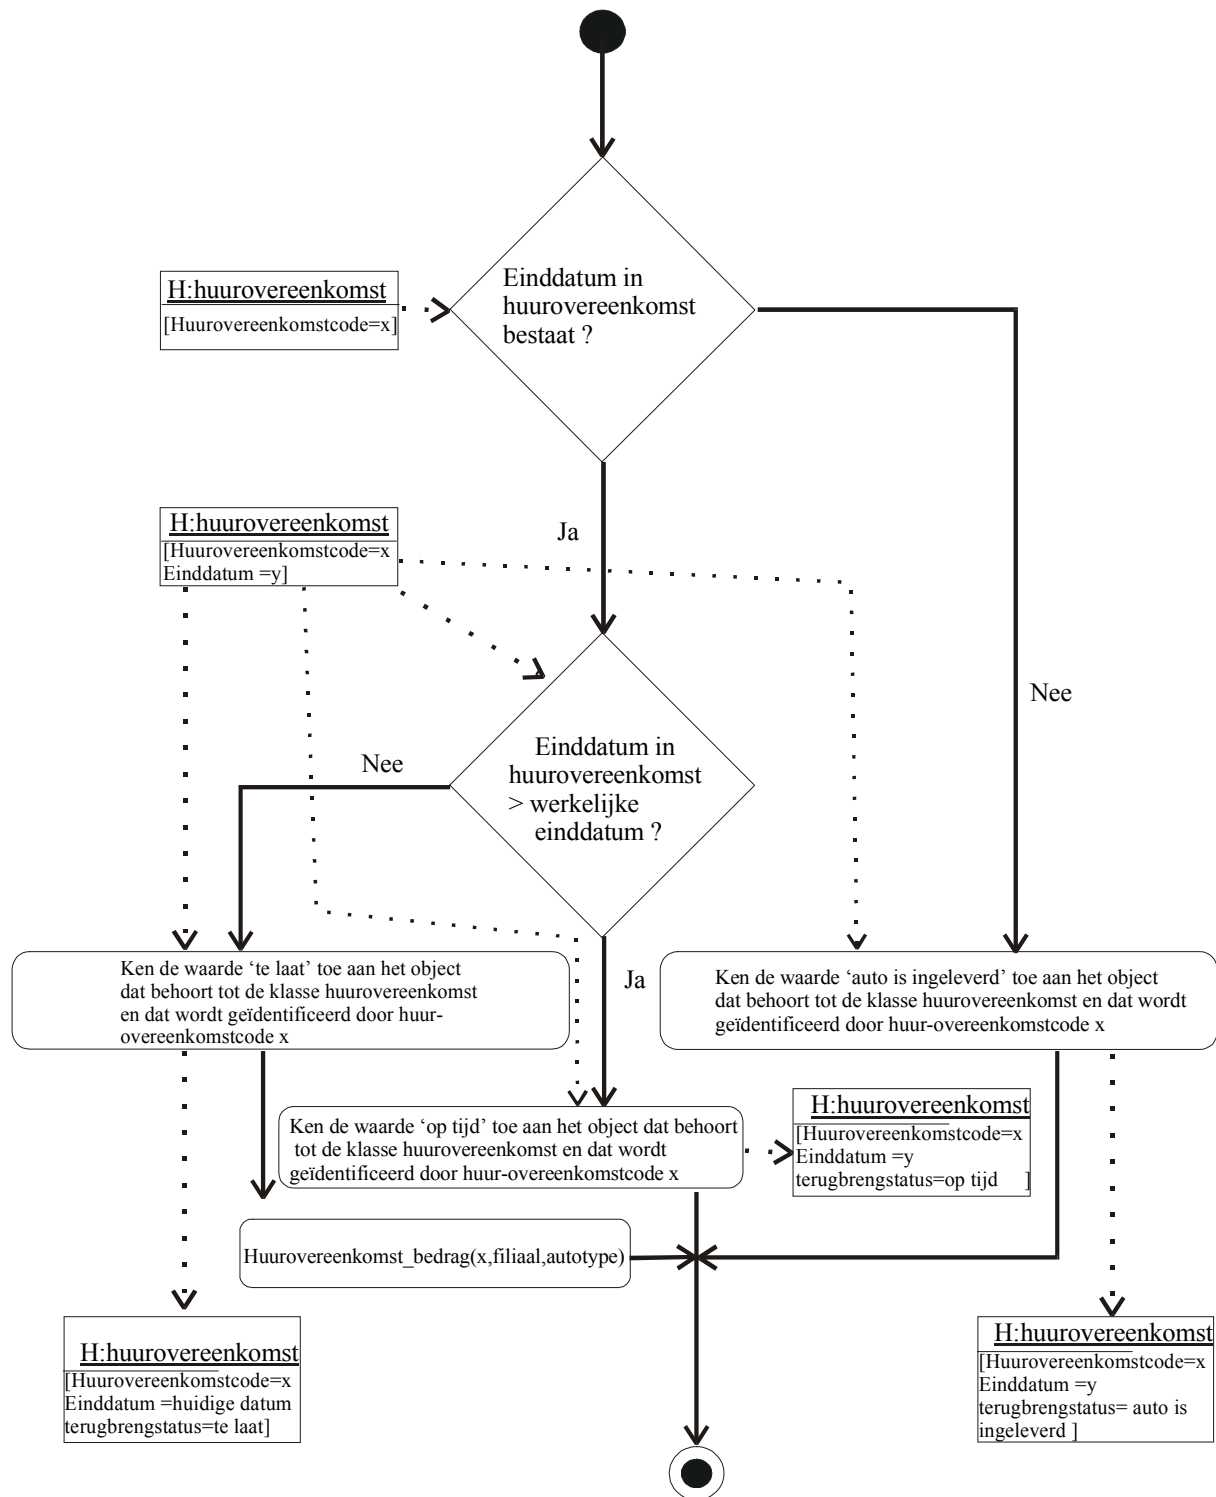 Einddatum in
huurovereenkomst
bestaat ?
H:huurovereenkomst
[Huurovereenkomstcode=x]
H:huurovereenkomst
[Huurovereenkomstcode=x
Einddatum =y]
Ja
Nee
Nee
Einddatum in
huurovereenkomst
> werkelijke
einddatum ?
Ken de waarde ‘te laat’ toe aan het object
dat behoort tot de klasse huurovereenkomst
en dat wordt geïdentificeerd door huur-
overeenkomstcode x
Ja
Ken de waarde ‘auto is ingeleverd’ toe aan het object
dat behoort tot de klasse huurovereenkomst en dat wordt
geïdentificeerd door huur-overeenkomstcode x
Ken de waarde ‘op tijd’ toe aan het object dat behoort
tot de klasse huurovereenkomst en dat wordt
geïdentificeerd door huur-overeenkomstcode x
H:huurovereenkomst
[Huurovereenkomstcode=x
Einddatum =y
terugbrengstatus=op tijd ]
Huurovereenkomst_bedrag(x,filiaal,autotype)
H:huurovereenkomst
[Huurovereenkomstcode=x
Einddatum =huidige datum
terugbrengstatus=te laat]
H:huurovereenkomst
[Huurovereenkomstcode=x
Einddatum =y
terugbrengstatus= auto is
ingeleverd ]